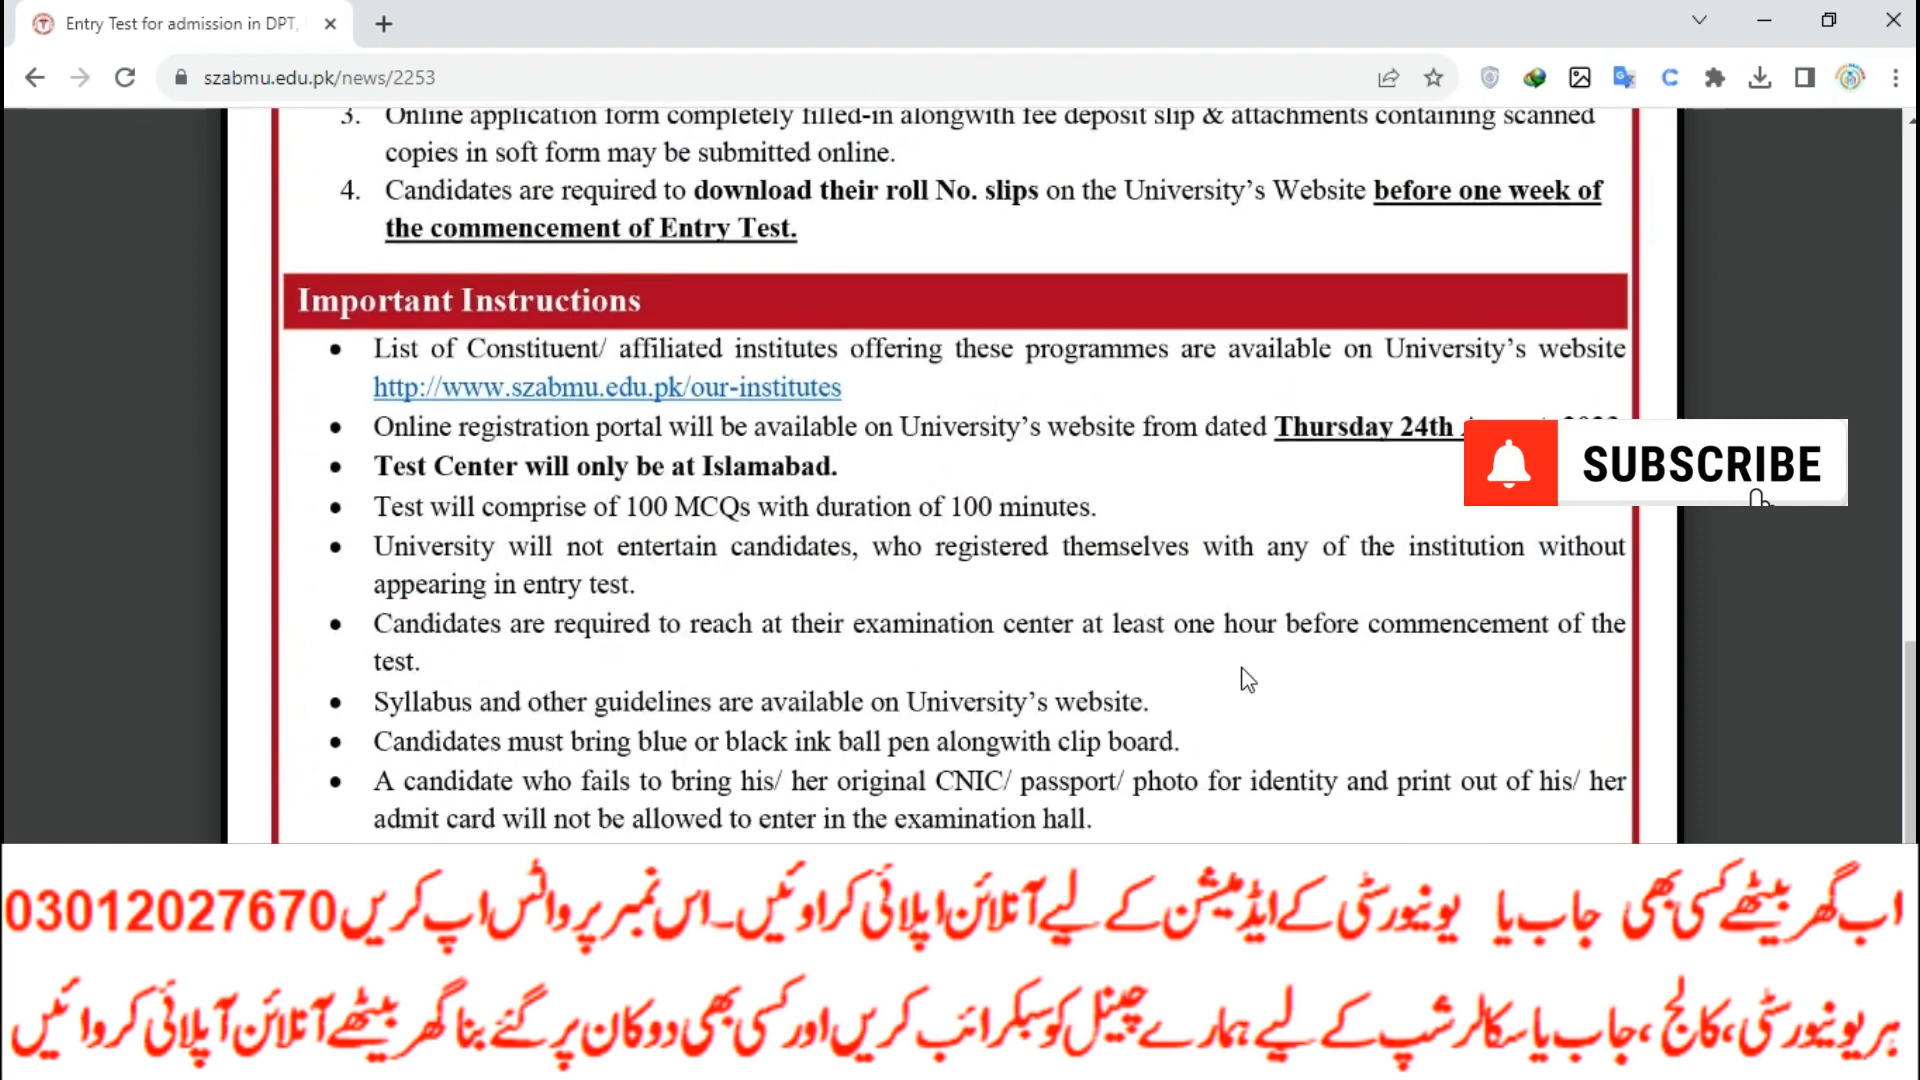 Entry Test for admission in DPT,
szabmu.edu.pk/news/2253
3. Online application form completely filled-in alongwith fee deposit slip & attachments containing scanned
copies in soft form may be submitted online.
4. Candidates are required to download their roll No. slips on the University's Website before one week of
the commencement of Entry Test.
Important Instructions
• List of Constituent/ affiliated institutes offering these programmes are available on University's website
http://www.szabmu.edu.pk/our-institutes
• Online registration portal will be available on University's website from dated Thursday 24th
SUBSCRIBE
• Test Center will only be at Islamabad.
• Test will comprise of 100 MCQs with duration of 100 minutes.
• University will not entertain candidates, who registered themselves with any of the institution without
appearing in entry test.
• Candidates are required to reach at their examination center at least one hour before commencement of the
test.
• Syllabus and other guidelines are available on University's website.
• Candidates must bring blue or black ink ball pen alongwith clip board.
• A candidate who fails to bring his/ her original CNIC/ passport/ photo for identity and print out of his/ her
admit card will not be allowed to enter in the examination hall.
اب گھر بیٹھے کسی بھی جاب یا یونیورسٹی کے ایڈمیشن کے لیے آنلائن اپلائی کراوئیں۔اس نمبر پر واٹس اپ کریں 03012027670
ہر یونیورسٹی، کالج ،جاب یا سکالرشپ کے لیے ہمارے چینل کو سبکرائب کریں اور کسی بھی دوکان پر گئے بنا گھر بیٹھے آنلائن آپلائی کروائیں